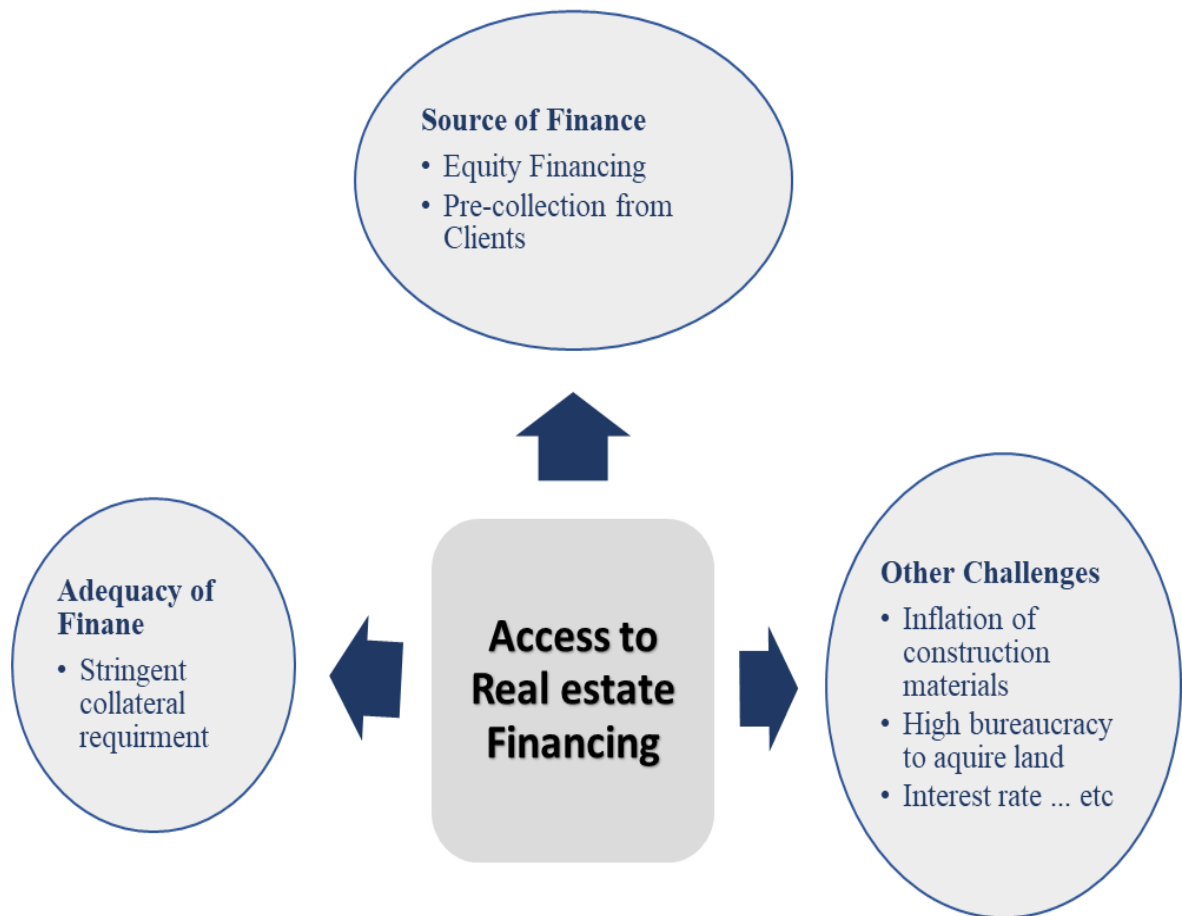 Source of Finance
• Equity Financing
• Pre-collection from
Clients
Adequacy of
Finane
• Stringent
collateral
requirment
Access to
Real estate
Financing
Other Challenges
• Inflation of
construction
materials
• High bureaucracy
to aquire land
• Interest rate ... etc